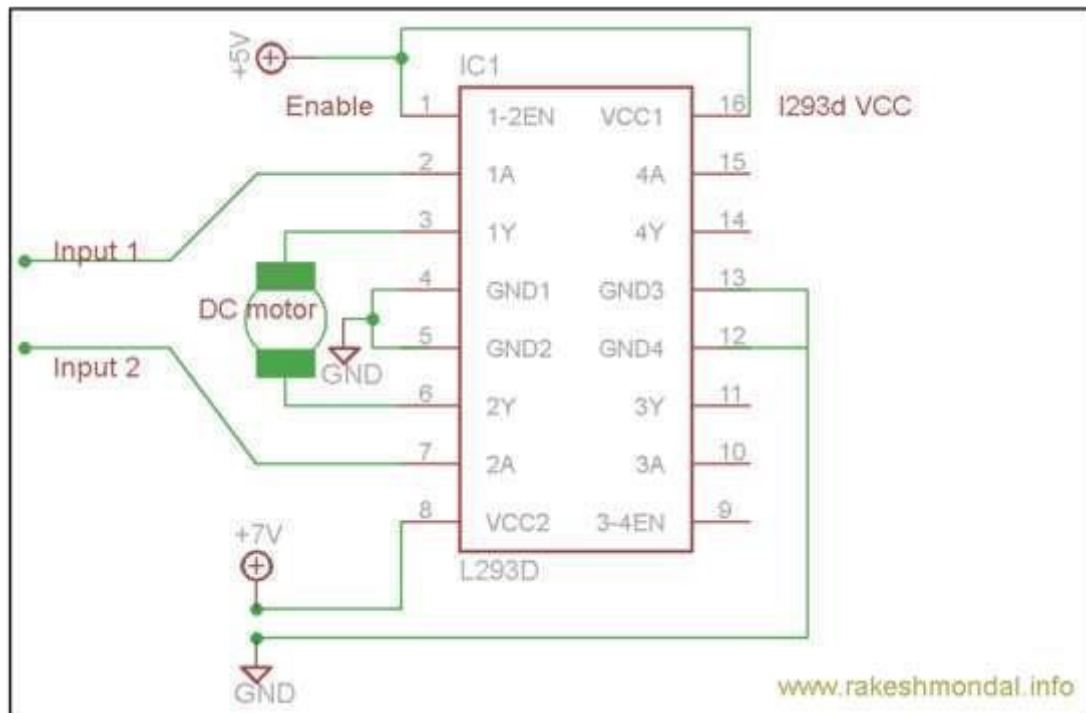 +5V
IC1
Enable
1 1-2EN VCC1 16 l293d VCC
2 1A 4A 15
3 1Y 4Y 14
Input 1
4 GND1 GND3 13
DC motor
5 GND2 GND4 12
Input 2
GND
6 2Y 3Y 11
7 2A 3A 10
8 VCC2 3-4EN 9
+7V
L293D
GND
www.rakeshmondal.info